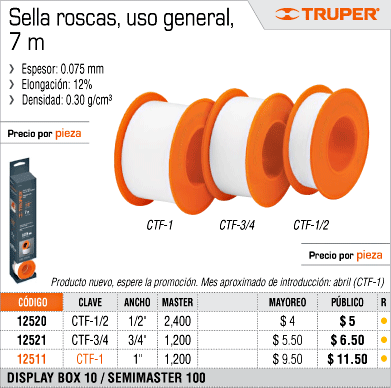 Sella roscas, uso general,
7 m
TRUPER®
Espesor: 0.075 mm
Elongación: 12%
Densidad: 0.30 g/cm³
Precio por pieza
TRUPER
CTF-1
CTF-3/4
CTF-1/2
Precio por pieza
Producto nuevo, espere la promoción. Mes aproximado de introducción: abril (CTF-1)
CÓDIGO CLAVE ANCHO MASTER MAYOREO PÚBLICO R
12520 CTF-1/2 1/2" 2,400 $ 4 $ 5
12521 CTF-3/4 3/4" 1,200 $ 5.50 $ 6.50
12511 CTF-1 1" 1,200 $ 9.50 $ 11.50
DISPLAY BOX 10 / SEMIMASTER 100